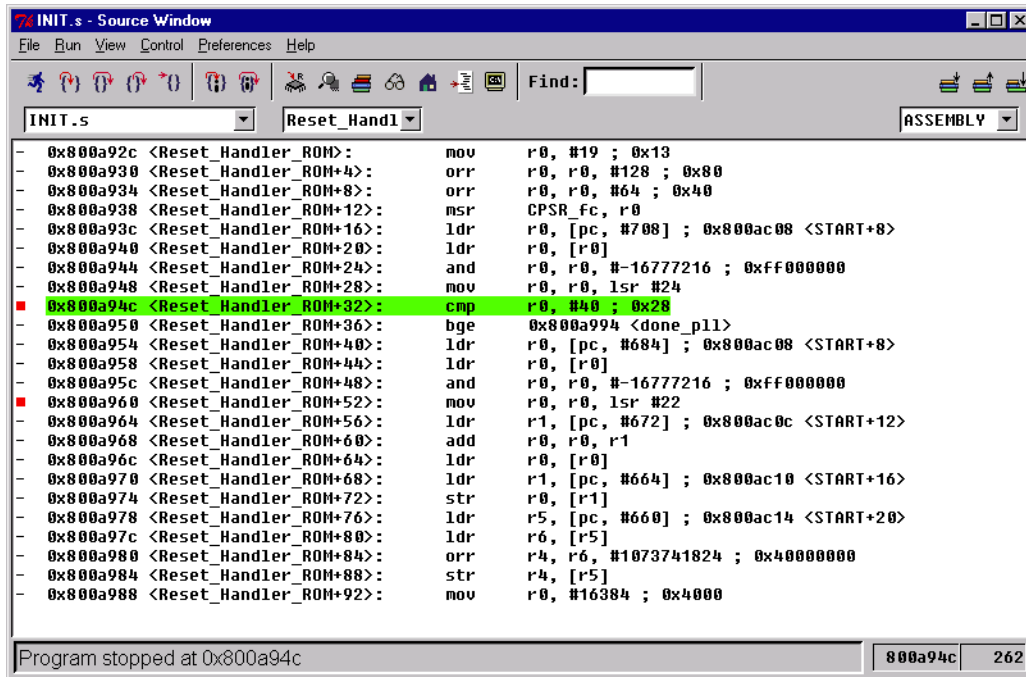 INIT.s - Source Window
File Run View Control Preferences Help
Find:
INIT.s Reset_Handl ASSEMBLY
- 0x800a92c <Reset_Handler_ROM>: mov r0, #19 ; 0x13
- 0x800a930 <Reset_Handler_ROM+4>: orr r0, r0, #128 ; 0x80
- 0x800a934 <Reset_Handler_ROM+8>: orr r0, r0, #64 ; 0x40
- 0x800a938 <Reset_Handler_ROM+12>: msr CPSR_fc, r0
- 0x800a93c <Reset_Handler_ROM+16>: ldr r0, [pc, #708] ; 0x800ac08 <START+8>
- 0x800a940 <Reset_Handler_ROM+20>: ldr r0, [r0]
- 0x800a944 <Reset_Handler_ROM+24>: and r0, r0, #-16777216 ; 0xff000000
- 0x800a948 <Reset_Handler_ROM+28>: mov r0, r0, lsr #24
0x800a94c <Reset_Handler_ROM+32>: cmp r0, #40 ; 0x28
- 0x800a950 <Reset_Handler_ROM+36>: bge 0x800a994 <done_pll>
- 0x800a954 <Reset_Handler_ROM+40>: ldr r0, [pc, #684] ; 0x800ac08 <START+8>
- 0x800a958 <Reset_Handler_ROM+44>: ldr r0, [r0]
- 0x800a95c <Reset_Handler_ROM+48>: and r0, r0, #-16777216 ; 0xff000000
0x800a960 <Reset_Handler_ROM+52>: mov r0, r0, lsr #22
- 0x800a964 <Reset_Handler_ROM+56>: ldr r1, [pc, #672] ; 0x800ac0c <START+12>
- 0x800a968 <Reset_Handler_ROM+60>: add r0, r0, r1
- 0x800a96c <Reset_Handler_ROM+64>: ldr r0, [r0]
- 0x800a970 <Reset_Handler_ROM+68>: ldr r1, [pc, #664] ; 0x800ac10 <START+16>
- 0x800a974 <Reset_Handler_ROM+72>: str r0, [r1]
- 0x800a978 <Reset_Handler_ROM+76>: ldr r5, [pc, #660] ; 0x800ac14 <START+20>
- 0x800a97c <Reset_Handler_ROM+80>: ldr r6, [r5]
- 0x800a980 <Reset_Handler_ROM+84>: orr r4, r6, #1073741824 ; 0x40000000
- 0x800a984 <Reset_Handler_ROM+88>: str r4, [r5]
- 0x800a988 <Reset_Handler_ROM+92>: mov r0, #16384 ; 0x4000
Program stopped at 0x800a94c 800a94c 262